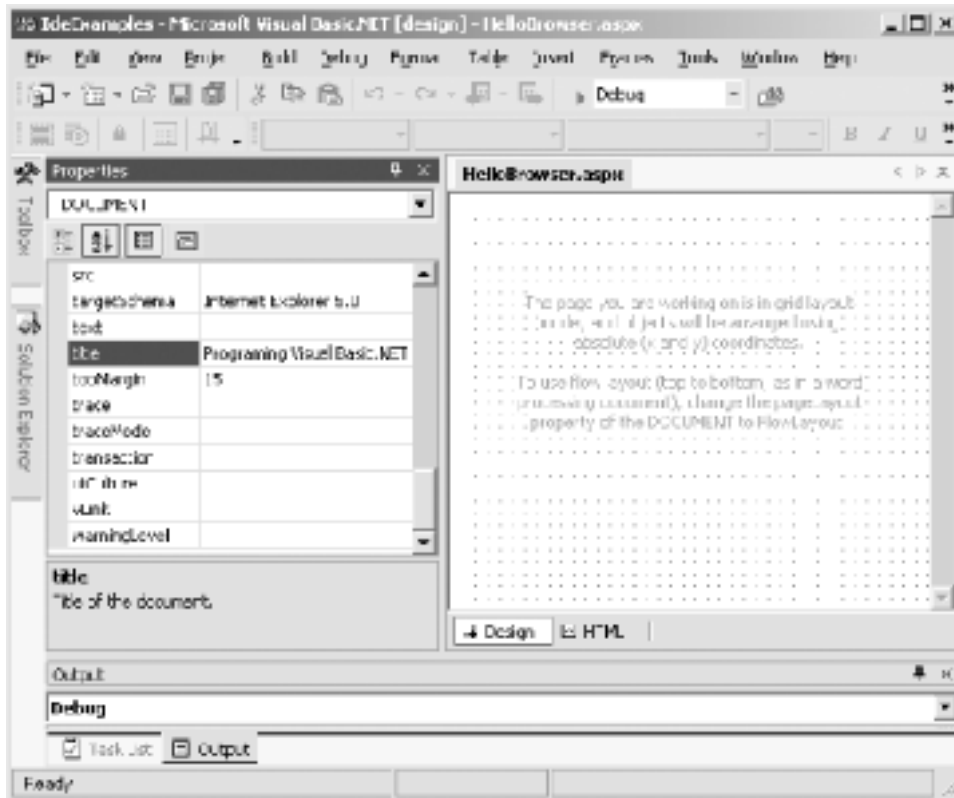 IdeExamples - Microsoft Visual Basic.NET [design] - HelloBrowser.aspx
File Edit View Project Build Debug Format Table Insert Frames Tools Window Help
Debug
B I U
Toolbox
Solution Explorer
Properties
DOCUMENT
src
targetSchema Internet Explorer 5.0
text
title Programing Visual Basic.NET
topMargin 15
trace
traceMode
transaction
uiCulture
vLink
warningLevel
title
Title of the document.
HelloBrowser.aspx
The page you are working on is in grid layout
mode, and objects will be arranged using
absolute (x and y) coordinates.
To use flow layout (top to bottom, as in a word
processing document), change the pageLayout
property of the DOCUMENT to FlowLayout
Design HTML
Output
Debug
Task List Output
Ready